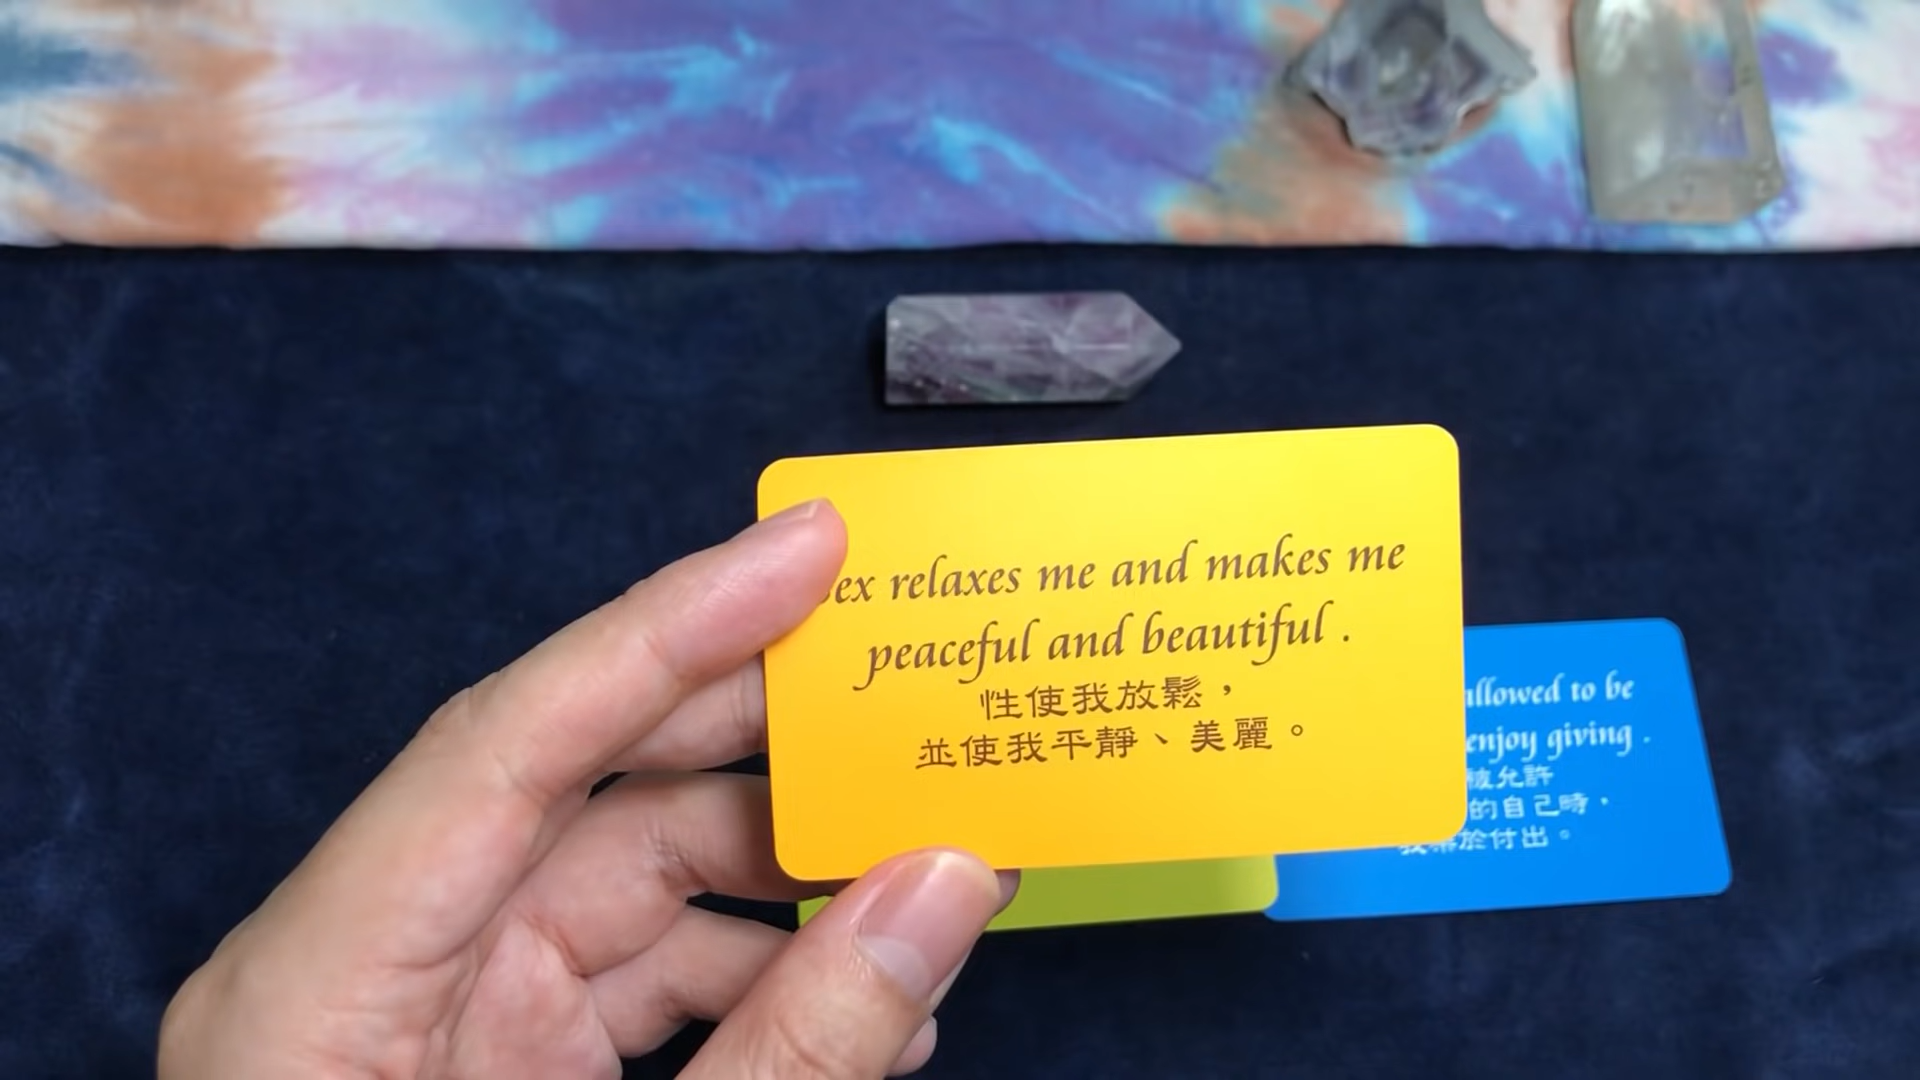 ex relaxes me and makes me
peaceful and beautiful .
性使我放鬆，
並使我平靜、美麗。
allowed to be
enjoy giving .
被允許
的自己時，
於付出。